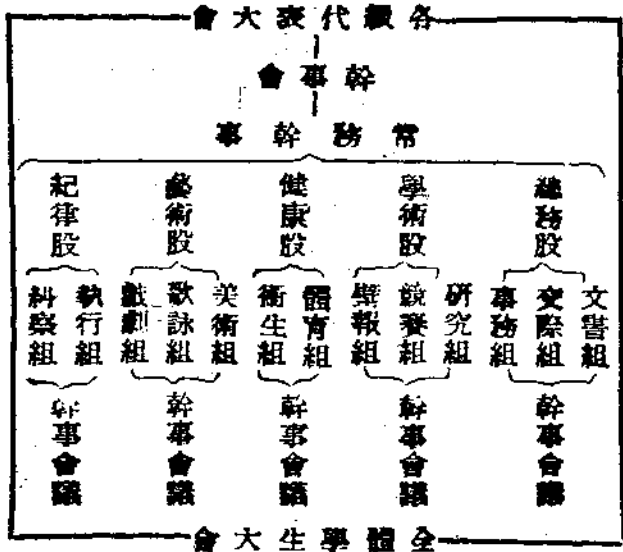 各級代表大會
幹事會
常務幹事
總務股
學術股
健康股
藝術股
紀律股
文書組
交際組
事務組
研究組
競賽組
壁報組
體育組
衛生組
美術組
歌詠組
戲劇組
執行組
糾察組
幹事會議
幹事會議
幹事會議
幹事會議
幹事會議
全體學生大會